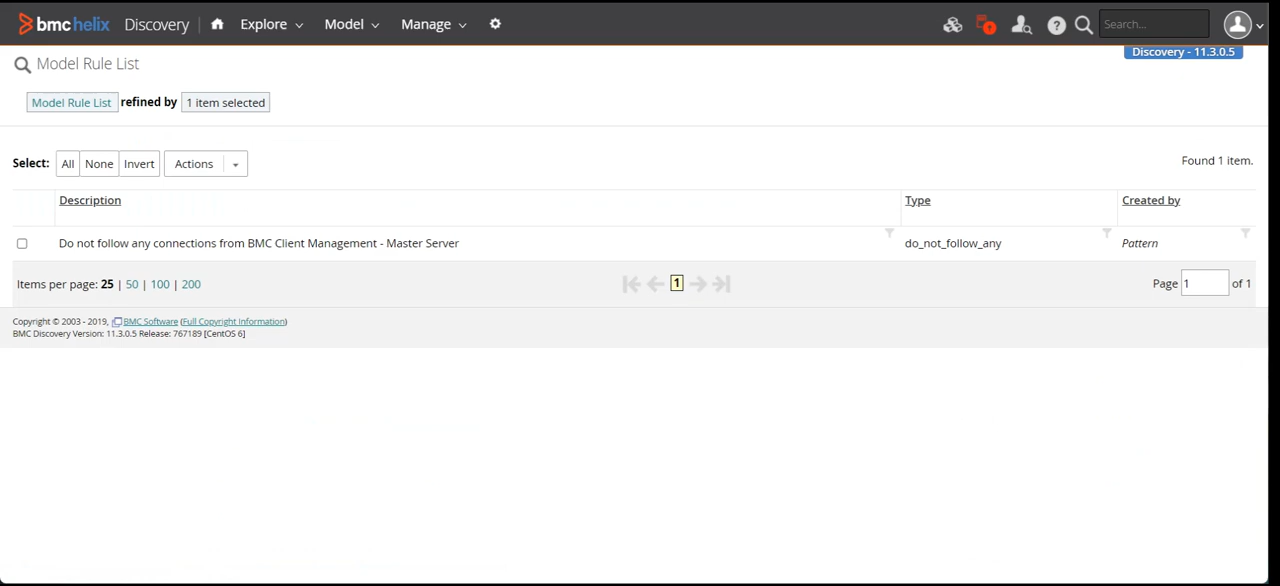 bmchelix Discovery Explore Model Manage Search...
Discovery - 11.3.0.5
Model Rule List
Model Rule List refined by 1 item selected
Select: All None Invert Actions Found 1 item.
Description Type Created by
Do not follow any connections from BMC Client Management - Master Server do_not_follow_any Pattern
Items per page: 25 | 50 | 100 | 200 1 Page 1 of 1
Copyright © 2003 - 2019, BMC Software (Full Copyright Information)
BMC Discovery Version: 11.3.0.5 Release: 767189 [CentOS 6]